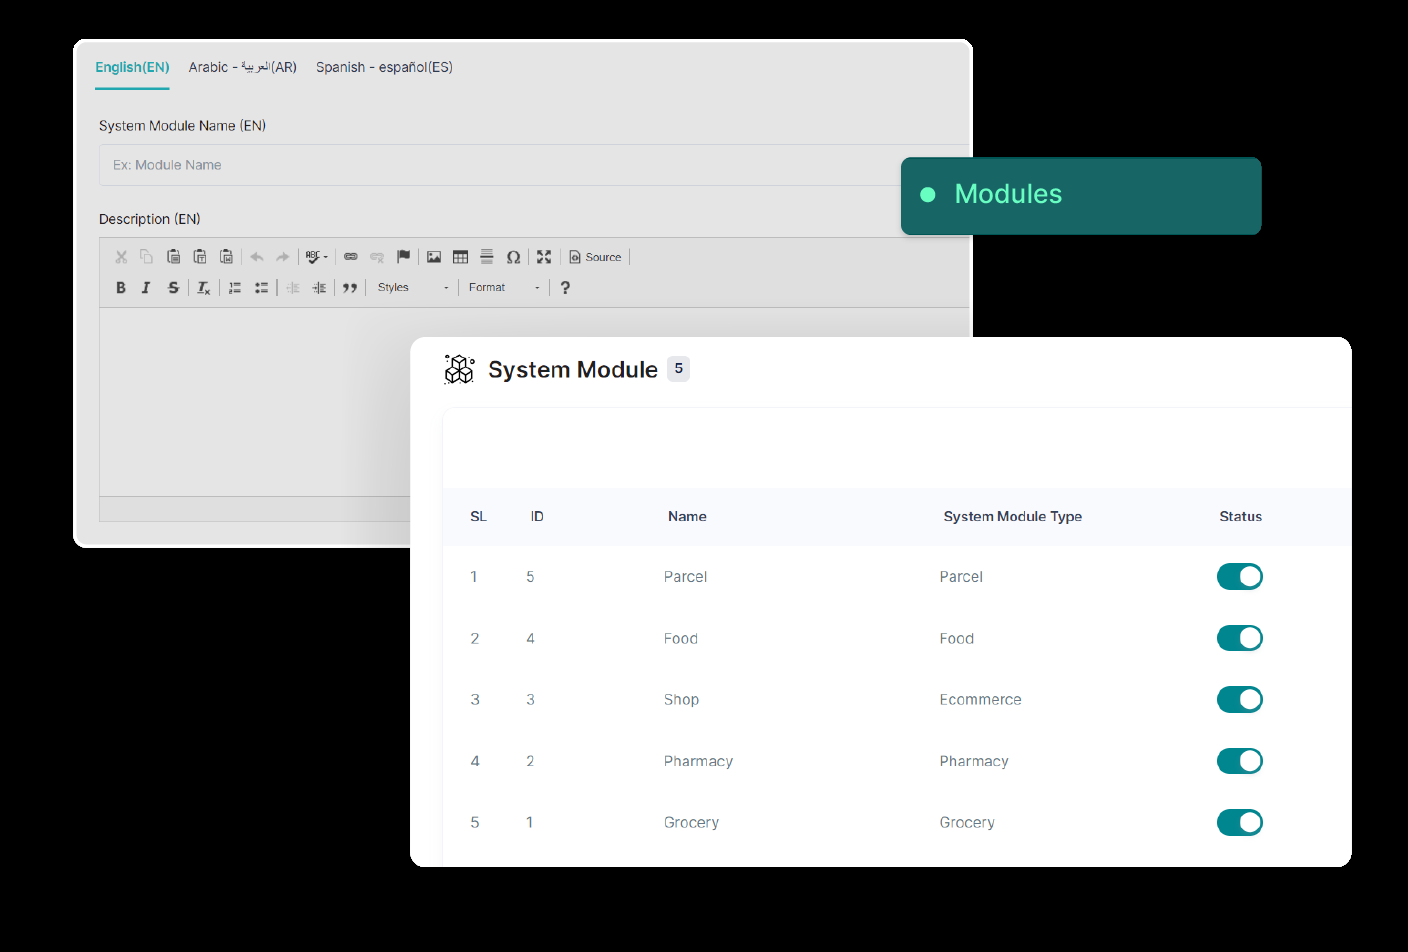 English(EN) Arabic - العربية(AR) Spanish - español(ES)
System Module Name (EN)
Ex: Module Name
Modules
Description (EN)
ABC
Source
B I S Tx Styles Format ?
System Module 5
SL ID Name System Module Type Status
1 5 Parcel Parcel
2 4 Food Food
3 3 Shop Ecommerce
4 2 Pharmacy Pharmacy
5 1 Grocery Grocery